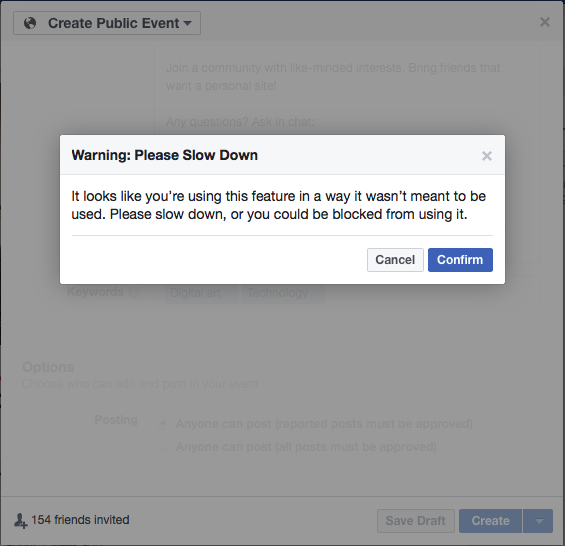 Create Public Event
Join a community with like-minded interests. Bring friends that
want a personal site!
Any questions? Ask in chat:
Warning: Please Slow Down
It looks like you're using this feature in a way it wasn't meant to be
used. Please slow down, or you could be blocked from using it.
Cancel Confirm
Keywords Digital art Technology
Options
Choose who can edit and post in your event
Posting Anyone can post (reported posts must be approved)
Anyone can post (all posts must be approved)
154 friends invited Save Draft Create